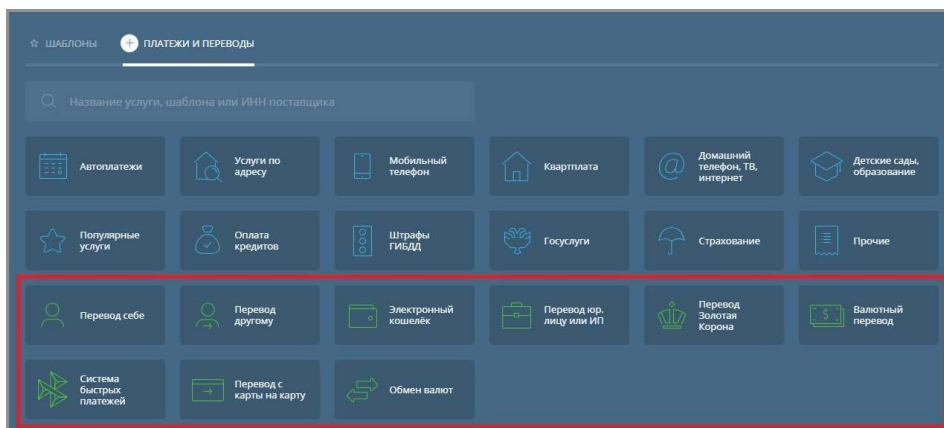 ШАБЛОНЫ
ПЛАТЕЖИ И ПЕРЕВОДЫ
Название услуги, шаблона или ИНН поставщика
Автоплатежи
Услуги по
адресу
Мобильный
телефон
Квартплата
Домашний
телефон, ТВ,
интернет
Детские сады,
образование
Популярные
услуги
Оплата
кредитов
Штрафы
ГИБДД
Госуслуги
Страхование
Прочие
Перевод себе
Перевод
другому
Электронный
кошелёк
Перевод юр.
лицу или ИП
Перевод
Золотая
Корона
Валютный
перевод
Система
быстрых
платежей
Перевод с
карты на карту
Обмен валют